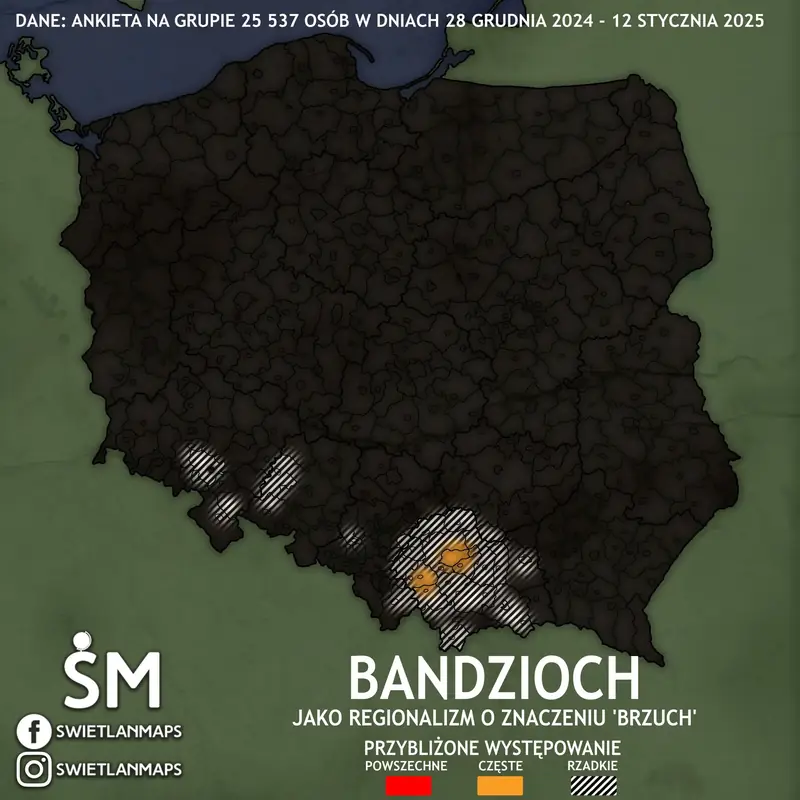 DANE: ANKIETA NA GRUPIE 25 537 OSÓB W DNIACH 28 GRUDNIA 2024 - 12 STYCZNIA 2025
ŚM
SWIETLANMAPS
SWIETLANMAPS
BANDZIOCH
JAKO REGIONALIZM O ZNACZENIU 'BRZUCH'
PRZYBLIŻONE WYSTĘPOWANIE
POWSZECHNE CZĘSTE RZADKIE